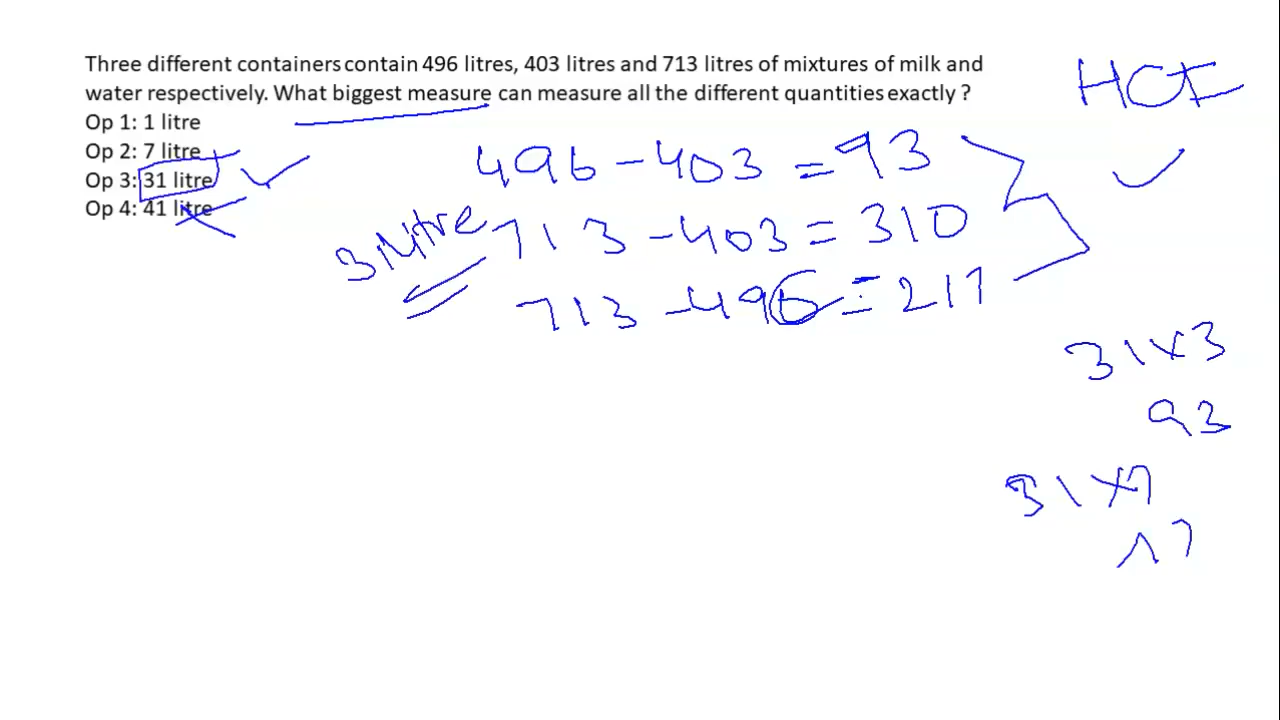 Three different containers contain 496 litres, 403 litres and 713 litres of mixtures of milk and
water respectively. What biggest measure can measure all the different quantities exactly ?
Op 1: 1 litre
Op 2: 7 litre
Op 3: 31 litre
Op 4: 41 litre
HCF
496 - 403 = 93
713 - 403 = 310
713 - 496 = 217
31 litre
31 x 3
93
31 x 7